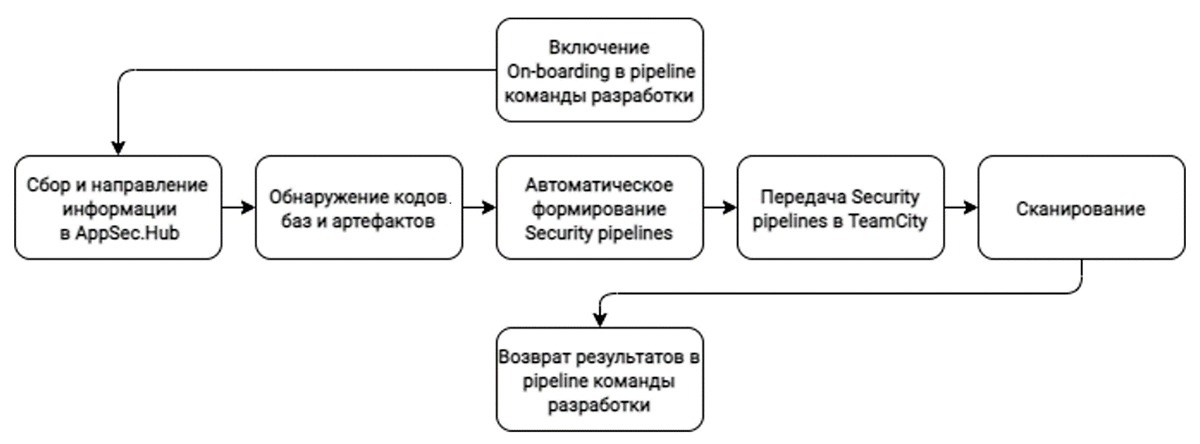 Включение
On-boarding в pipeline
команды разработки
Сбор и направление
информации
в AppSec.Hub
Обнаружение кодов.
баз и артефактов
Автоматическое
формирование
Security pipelines
Передача Security
pipelines в TeamCity
Сканирование
Возврат результатов в
pipeline команды
разработки